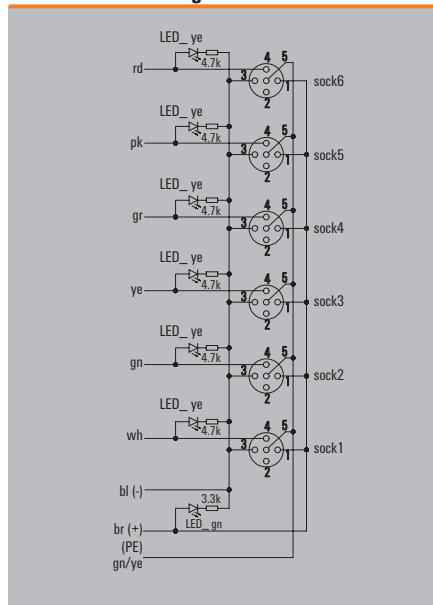 LED_ ye
rd
4.7k
4 5
3 1
2
sock6
LED_ ye
pk
4.7k
4 5
3 1
2
sock5
LED_ ye
gr
4.7k
4 5
3 1
2
sock4
LED_ ye
ye
4.7k
4 5
3 1
2
sock3
LED_ ye
gn
4.7k
4 5
3 1
2
sock2
LED_ ye
wh
4.7k
4 5
3 1
2
sock1
bl (-)
3.3k
br (+)
LED_ gn
(PE)
gn/ye